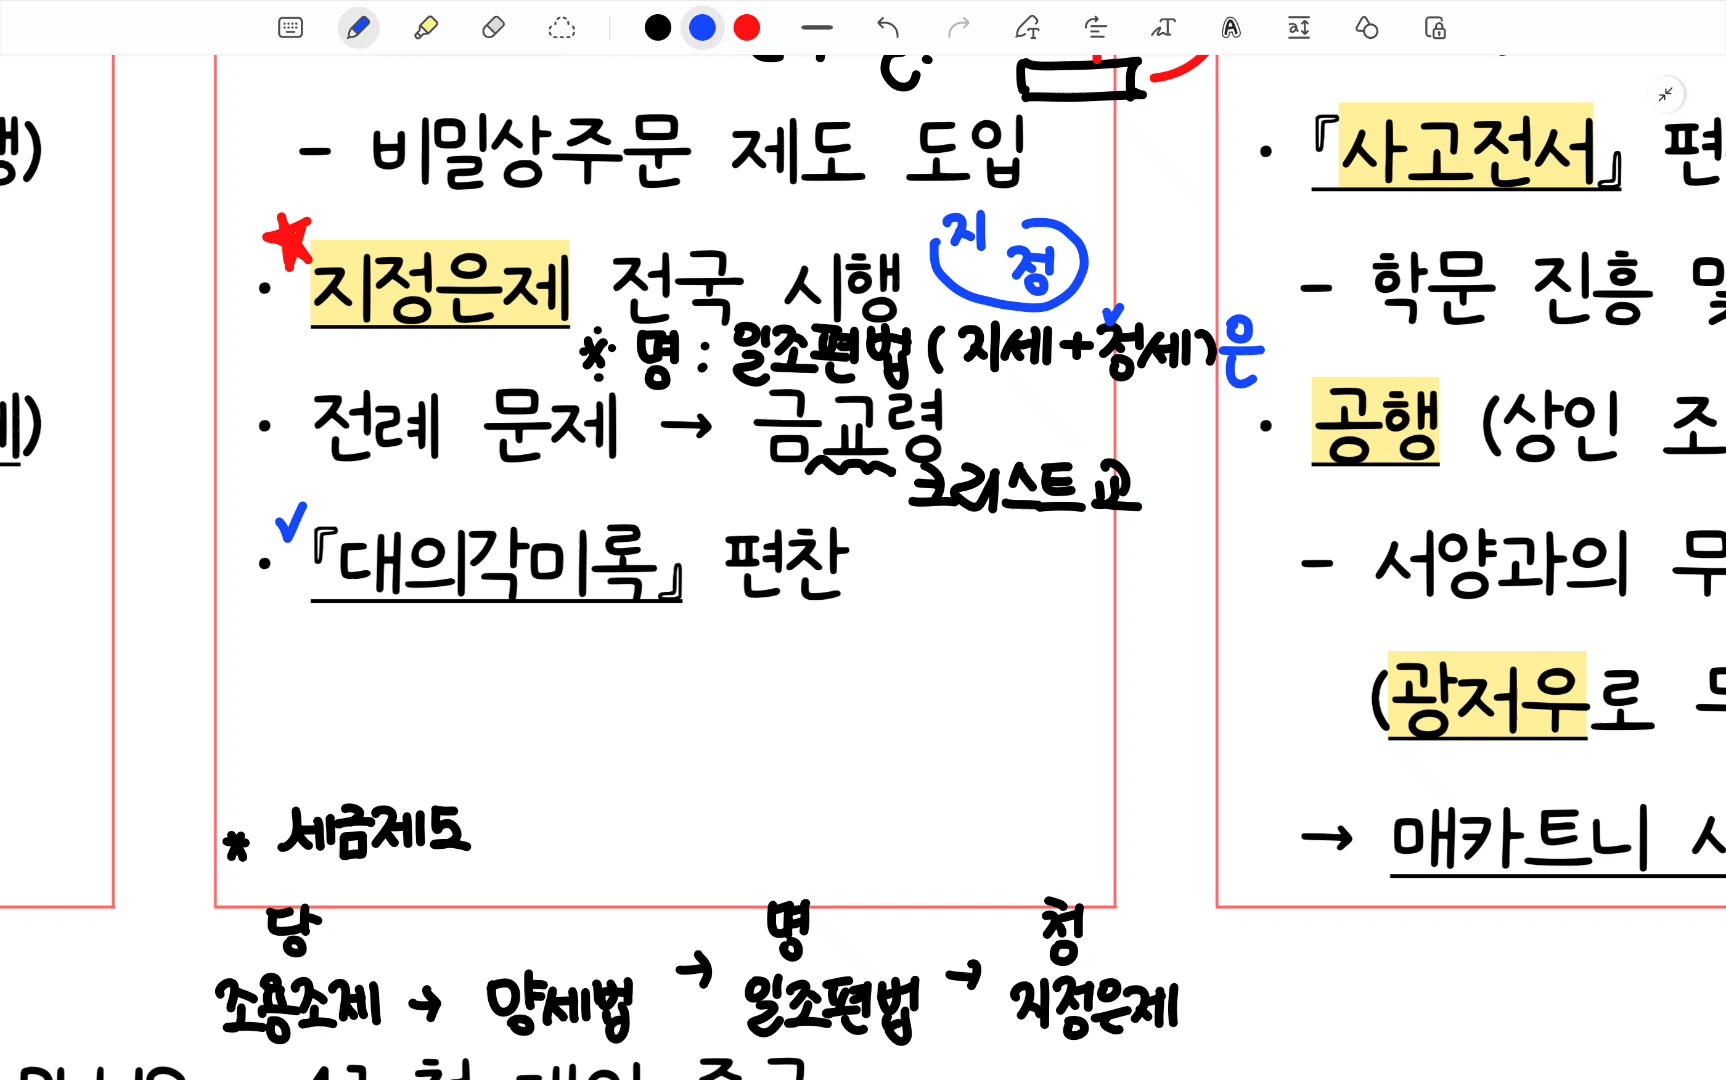 - 비밀상주문 제도 도입
· 지정은제 전국 시행
지정
※ 명 : 일조편법 ( 지세+정세) 은
· 전례 문제 → 금교령
크리스트교
· 『대의각미록』 편찬
* 세금제도
당 명 청
조용조제 → 양세법 → 일조편법 → 지정은제
· 『사고전서』 편
- 학문 진흥 및
· 공행 (상인 조
- 서양과의 무
(광저우로
→ 매카트니 사